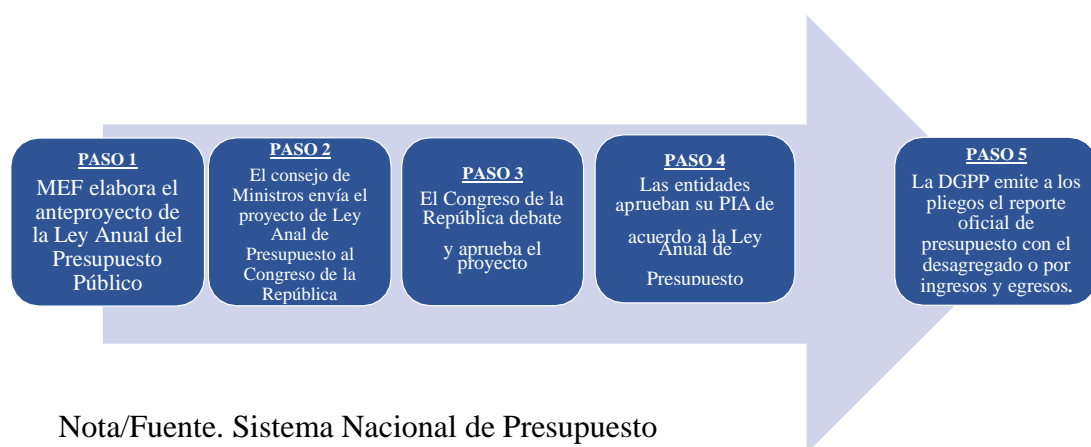 PASO 1
MEF elabora el
anteproyecto de
la Ley Anual del
Presupuesto
Público
PASO 2
El consejo de
Ministros envía el
proyecto de Ley
Anal de
Presupuesto al
Congreso de la
República
PASO 3
El Congreso de la
República debate
y aprueba el
proyecto
PASO 4
Las entidades
aprueban su PIA de
acuerdo a la Ley
Anual de
Presupuesto
PASO 5
La DGPP emite a los
pliegos el reporte
oficial de
presupuesto con el
desagregado o por
ingresos y egresos.
Nota/Fuente. Sistema Nacional de Presupuesto